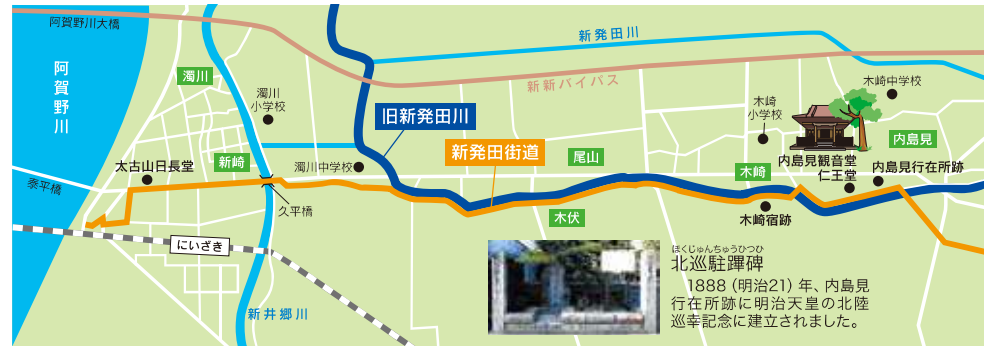 阿賀野川大橋
新発田川
阿賀野川
濁川
新新バイパス
木崎中学校
濁川
小学校
木崎
小学校
旧新発田川
内島見
新発田街道
尾山
太古山日長堂
新崎
濁川中学校
内島見観音堂
仁王堂
内島見行在所跡
木崎
泰平橋
久平橋
木伏
木崎宿跡
にいざき
新井郷川
ほくじゅんちゅうひつひ
北巡駐蹕碑
1888(明治21)年、内島見
行在所跡に明治天皇の北陸
巡幸記念に建立されました。